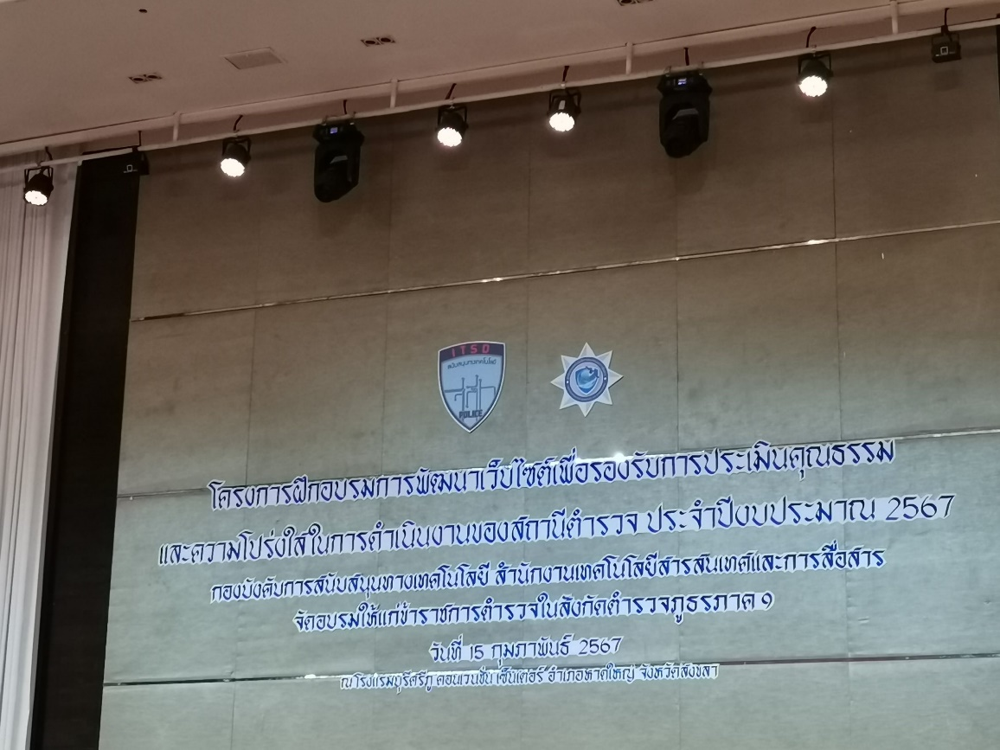 ITSD
สนับสนุนทางเทคโนโลยี
POLICE
โครงการฝึกอบรมการพัฒนาเว็บไซต์เพื่อรองรับการประเมินคุณธรรม
และความโปร่งใสในการดำเนินงานของสถานีตำรวจ ประจำปีงบประมาณ 2567
กองบังคับการสนับสนุนทางเทคโนโลยี สำนักงานเทคโนโลยีสารสนเทศและการสื่อสาร
จัดอบรมให้แก่ข้าราชการตำรวจในสังกัดตำรวจภูธรภาค ๑
วันที่ 15 กุมภาพันธ์ 2567
ณ โรงแรมบุรีศรีภู คอนเวนชั่น เซ็นเตอร์ อำเภอหาดใหญ่ จังหวัดสงขลา